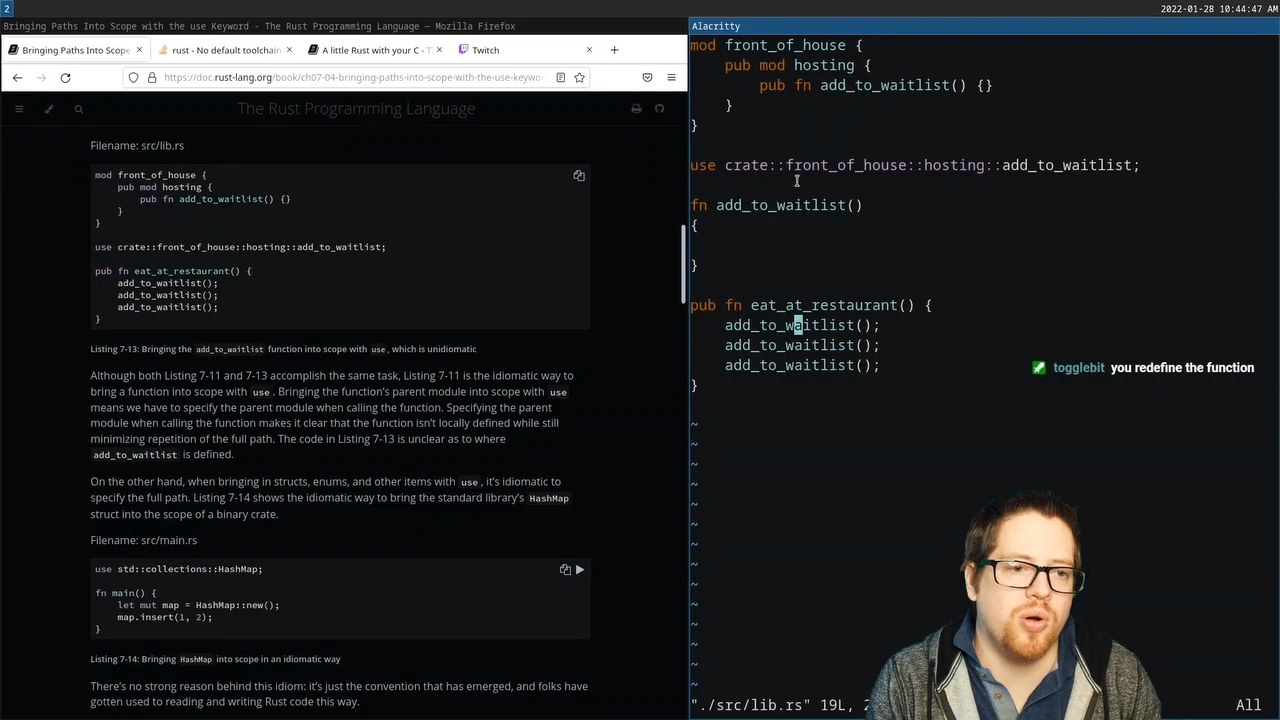 2
2022-01-28 10:44:47 AM
Bringing Paths Into Scope with the use Keyword - The Rust Programming Language — Mozilla Firefox
Alacritty
Bringing Paths Into Scope
rust - No default toolchain
A little Rust with your C - T
Twitch
https://doc.rust-lang.org/book/ch07-04-bringing-paths-into-scope-with-the-use-keywo
The Rust Programming Language
Filename: src/lib.rs
mod front_of_house {
pub mod hosting {
pub fn add_to_waitlist() {}
}
}
use crate::front_of_house::hosting::add_to_waitlist;
pub fn eat_at_restaurant() {
add_to_waitlist();
add_to_waitlist();
add_to_waitlist();
}
Listing 7-13: Bringing the add_to_waitlist function into scope with use, which is unidiomatic
Although both Listing 7-11 and 7-13 accomplish the same task, Listing 7-11 is the idiomatic way to
bring a function into scope with use. Bringing the function's parent module into scope with use
means we have to specify the parent module when calling the function. Specifying the parent
module when calling the function makes it clear that the function isn't locally defined while still
minimizing repetition of the full path. The code in Listing 7-13 is unclear as to where
add_to_waitlist is defined.
On the other hand, when bringing in structs, enums, and other items with use, it's idiomatic to
specify the full path. Listing 7-14 shows the idiomatic way to bring the standard library's HashMap
struct into the scope of a binary crate.
Filename: src/main.rs
use std::collections::HashMap;
fn main() {
let mut map = HashMap::new();
map.insert(1, 2);
}
Listing 7-14: Bringing HashMap into scope in an idiomatic way
There's no strong reason behind this idiom: it's just the convention that has emerged, and folks have
gotten used to reading and writing Rust code this way.
mod front_of_house {
pub mod hosting {
pub fn add_to_waitlist() {}
}
}
use crate::front_of_house::hosting::add_to_waitlist;
fn add_to_waitlist()
{
}
pub fn eat_at_restaurant() {
add_to_waitlist();
add_to_waitlist();
add_to_waitlist();
}
togglebit you redefine the function
~
~
~
~
~
~
~
~
~
~
~
~
~
~
"./src/lib.rs" 19L, 2
All